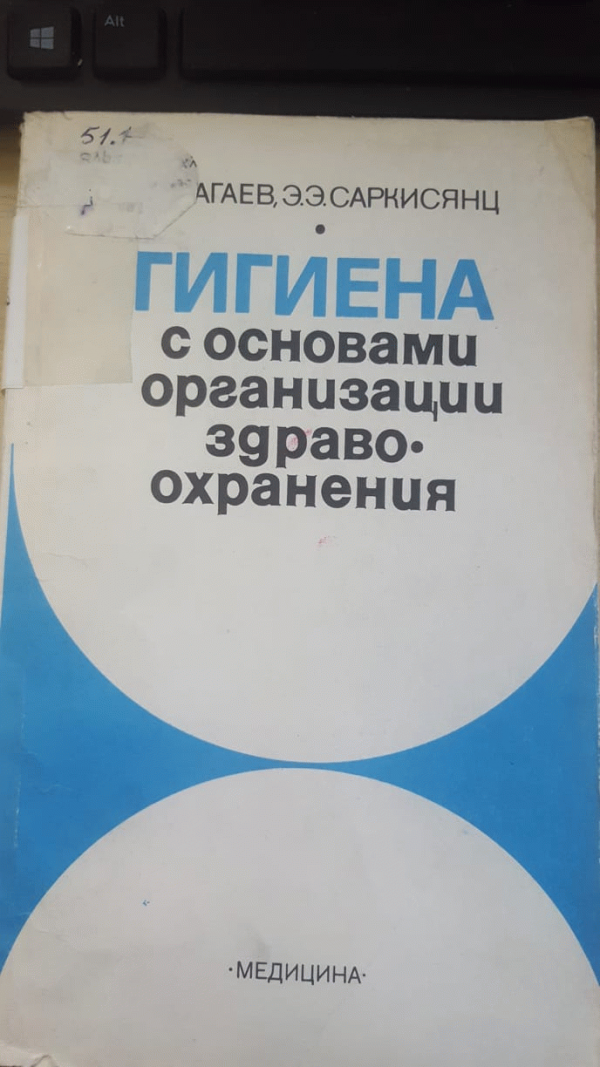 Alt
51.1
АГАЕВ, Э.Э.САРКИСЯНЦ
•
ГИГИЕНА
с основами
организации
здраво-
охранения
·МЕДИЦИНА·